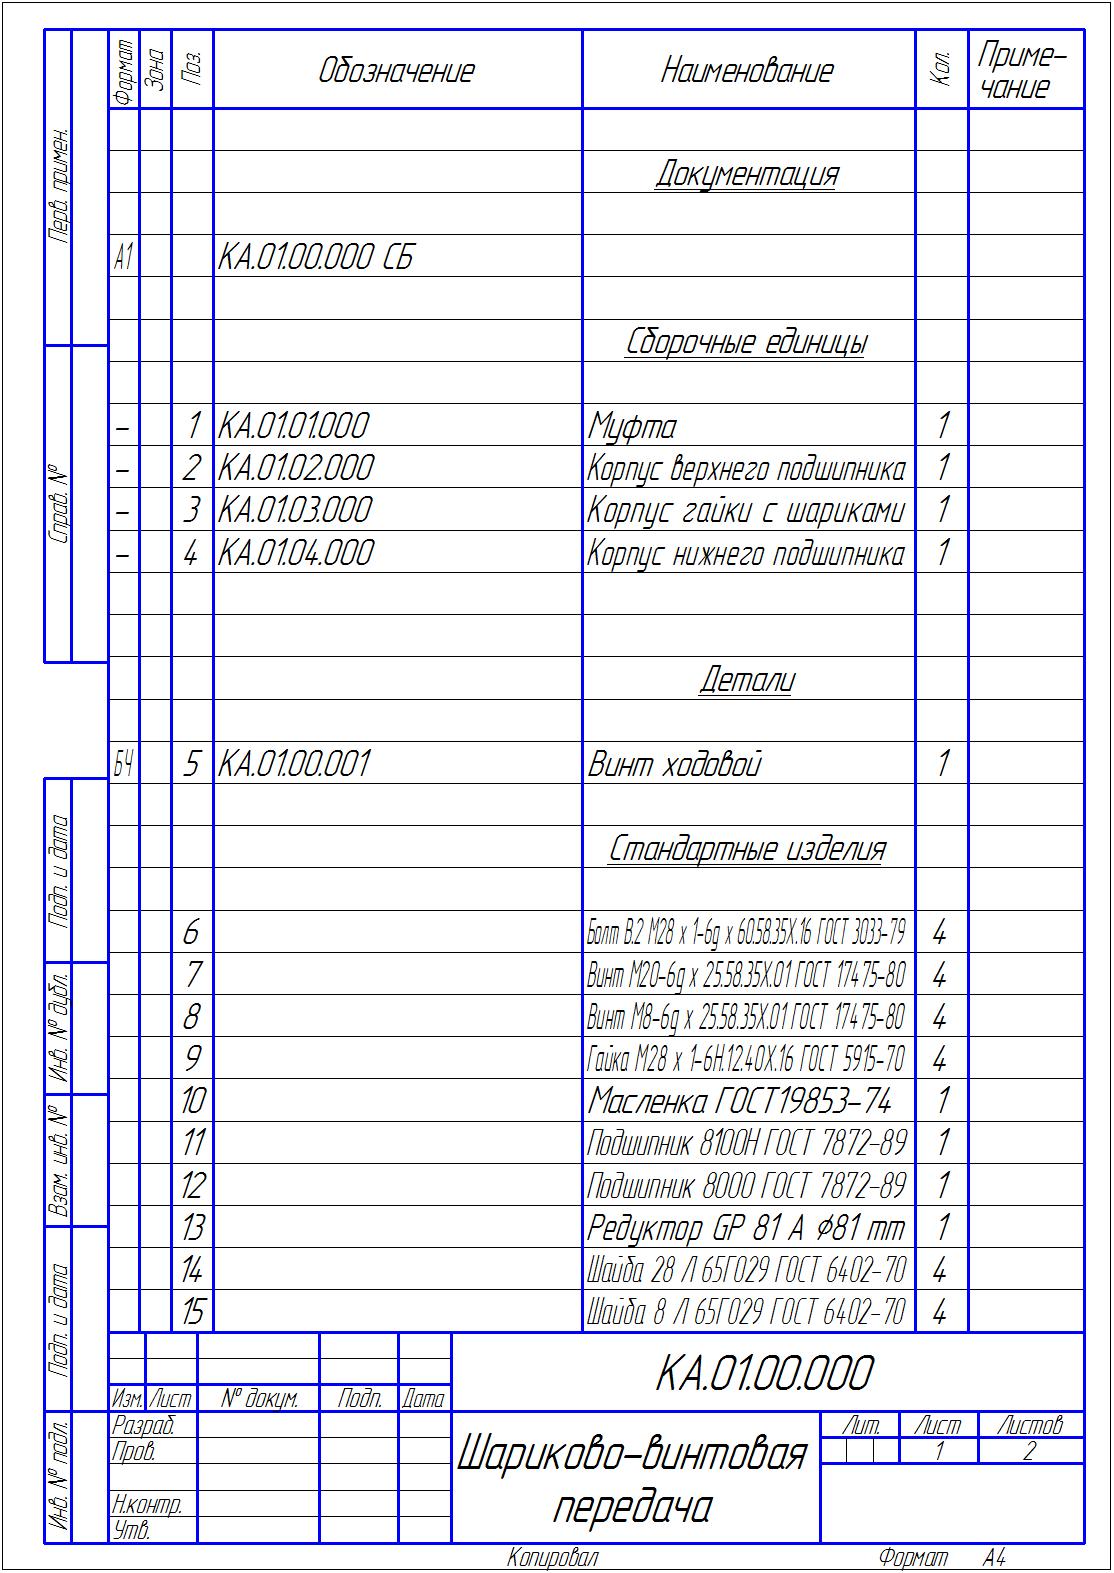 Перв. примен.
Справ. №
Подп. и дата
Инв. № дубл.
Взам. инв. №
Подп. и дата
Инв. № подл.
Формат Зона Поз. Обозначение Наименование Кол. Приме-
чание
Документация
А1 КА.01.00.000 СБ
Сборочные единицы
– 1 КА.01.01.000 Муфта 1
– 2 КА.01.02.000 Корпус верхнего подшипника 1
– 3 КА.01.03.000 Корпус гайки с шариками 1
– 4 КА.01.04.000 Корпус нижнего подшипника 1
Детали
БЧ 5 КА.01.00.001 Винт ходовой 1
Стандартные изделия
6 Болт В.2 М28 х 1-6g х 60.58.35Х.16 ГОСТ 3033-79 4
7 Винт М20-6g х 25.58.35Х.01 ГОСТ 17475-80 4
8 Винт М8-6g х 25.58.35Х.01 ГОСТ 17475-80 4
9 Гайка М28 х 1-6Н.12.40Х.16 ГОСТ 5915-70 4
10 Масленка ГОСТ19853-74 1
11 Подшипник 8100Н ГОСТ 7872-89 1
12 Подшипник 8000 ГОСТ 7872-89 1
13 Редуктор GP 81 A ϕ81 mm 1
14 Шайба 28 Л 65Г029 ГОСТ 6402-70 4
15 Шайба 8 Л 65Г029 ГОСТ 6402-70 4
КА.01.00.000
Изм. Лист № докум. Подп. Дата
Разраб.
Пров.
Н.контр.
Утв.
Шариково-винтовая
передача
Лит. Лист Листов
1 2
Копировал Формат А4